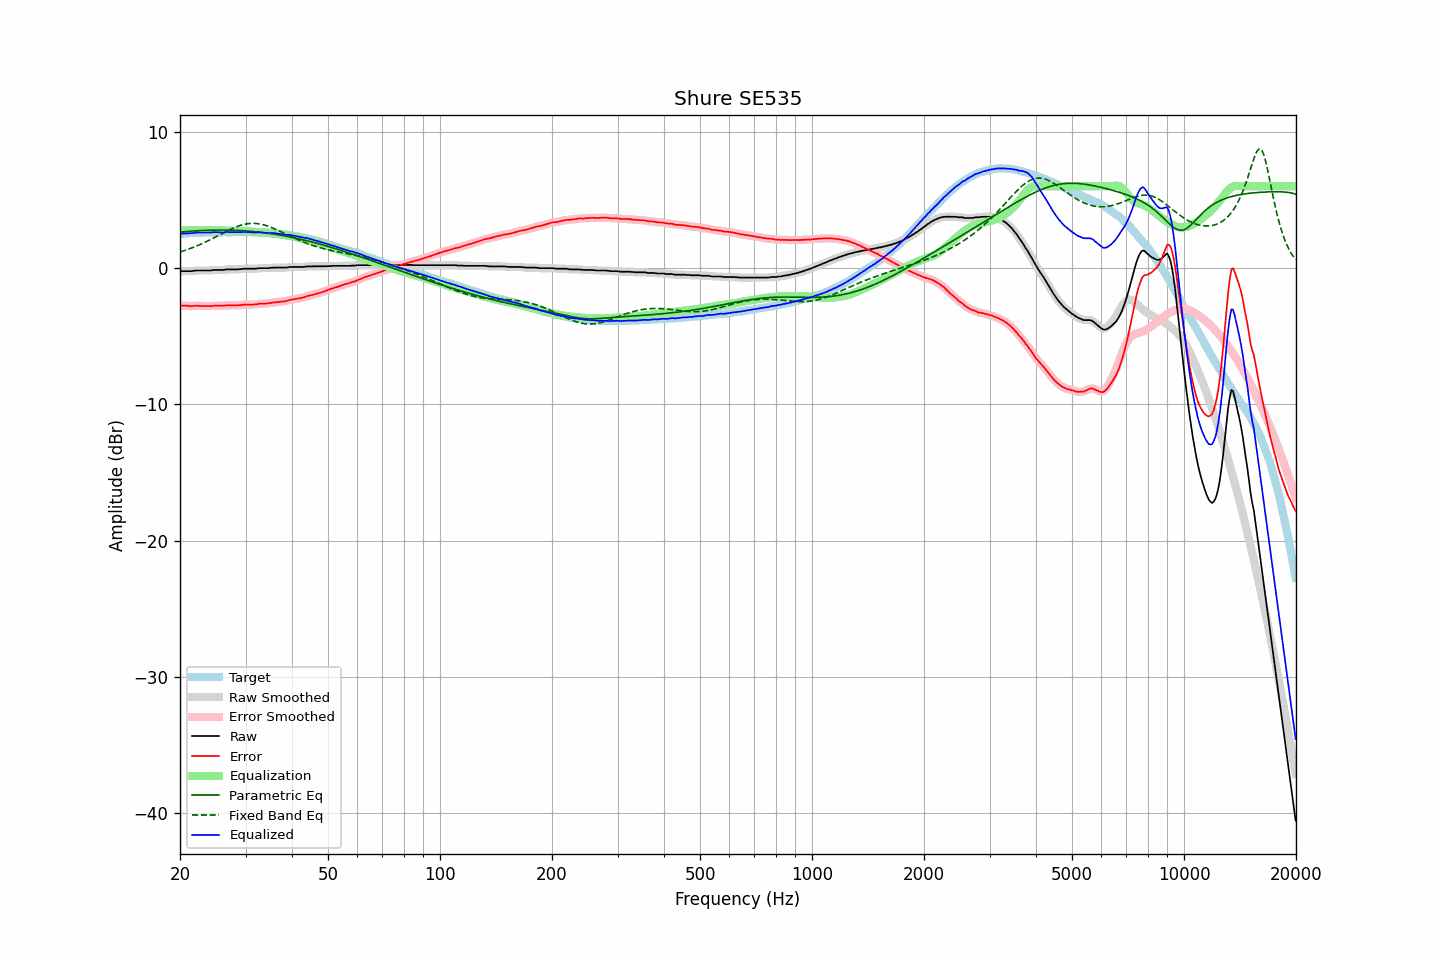 Shure SE535
10
0
−10
−20
−30
−40
Amplitude (dBr)
Target
Raw Smoothed
Error Smoothed
Raw
Error
Equalization
Parametric Eq
Fixed Band Eq
Equalized
20 50 100 200 500 1000 2000 5000 10000 20000
Frequency (Hz)